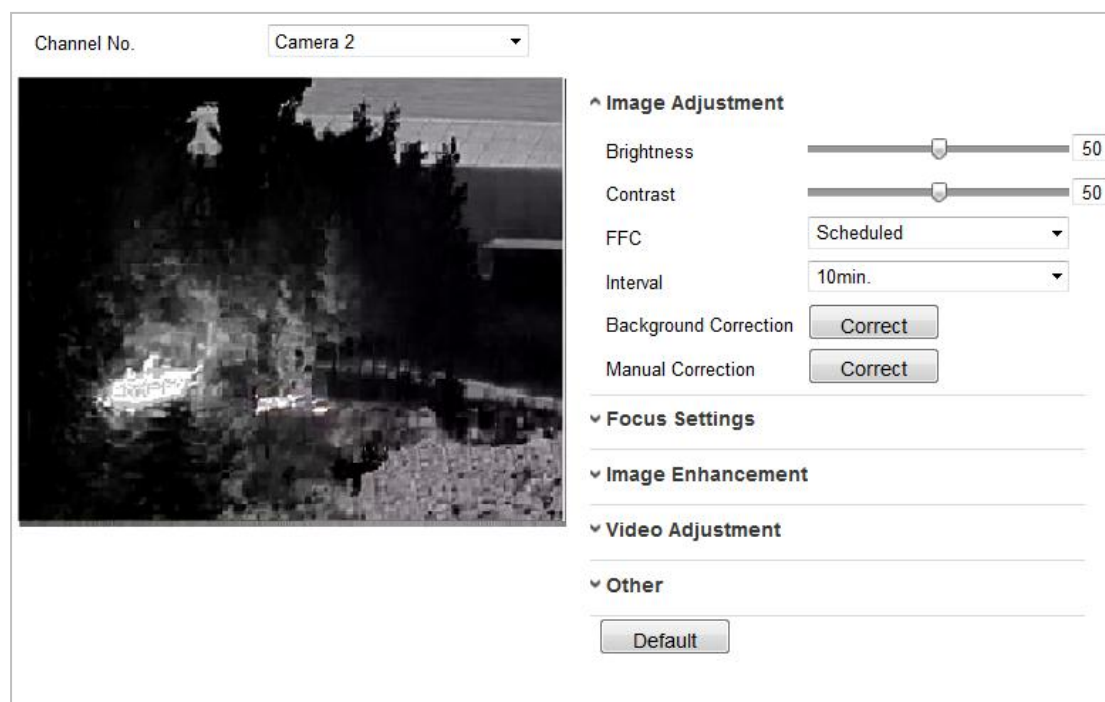 Channel No. Camera 2
Image Adjustment
Brightness 50
Contrast 50
FFC Scheduled
Interval 10min.
Background Correction Correct
Manual Correction Correct
Focus Settings
Image Enhancement
Video Adjustment
Other
Default